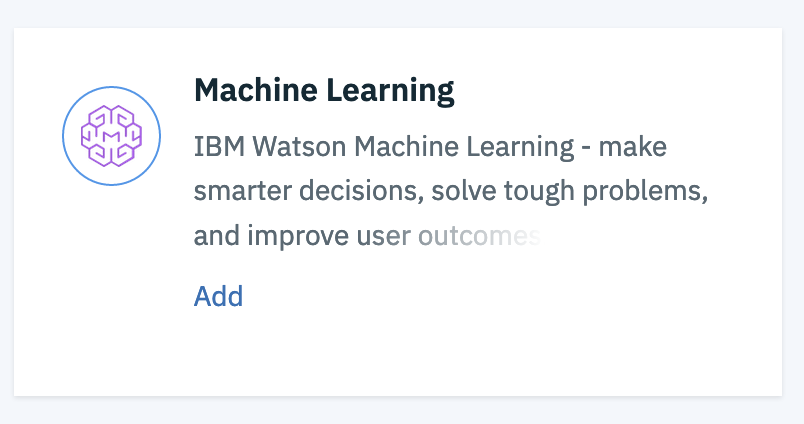 Machine Learning
IBM Watson Machine Learning - make
smarter decisions, solve tough problems,
and improve user outcomes
Add